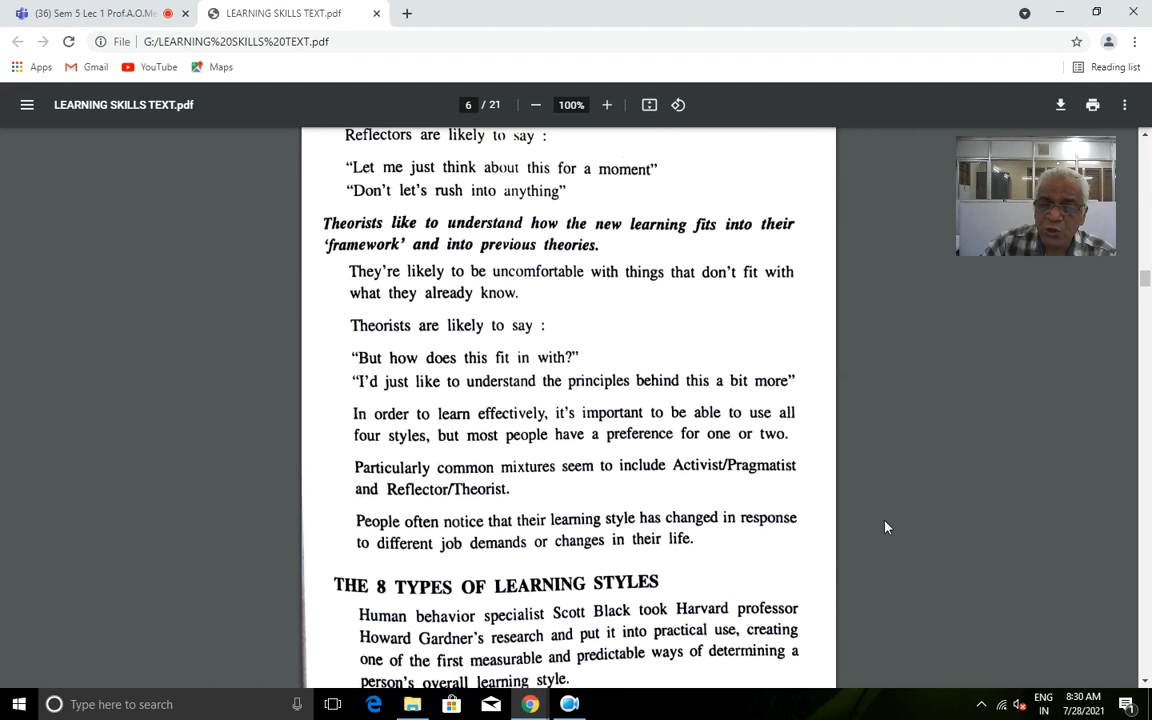 (36) Sem 5 Lec 1 Prof.A.O.Me
LEARNING SKILLS TEXT.pdf
File
G:/LEARNING%20SKILLS%20TEXT.pdf
Apps
Gmail
YouTube
Maps
Reading list
LEARNING SKILLS TEXT.pdf
6 / 21
100%
Reflectors are likely to say :
“Let me just think about this for a moment”
“Don’t let’s rush into anything”
Theorists like to understand how the new learning fits into their
‘framework’ and into previous theories.
They’re likely to be uncomfortable with things that don’t fit with
what they already know.
Theorists are likely to say :
“But how does this fit in with?”
“I’d just like to understand the principles behind this a bit more”
In order to learn effectively, it’s important to be able to use all
four styles, but most people have a preference for one or two.
Particularly common mixtures seem to include Activist/Pragmatist
and Reflector/Theorist.
People often notice that their learning style has changed in response
to different job demands or changes in their life.
THE 8 TYPES OF LEARNING STYLES
Human behavior specialist Scott Black took Harvard professor
Howard Gardner’s research and put it into practical use, creating
one of the first measurable and predictable ways of determining a
person’s overall learning style.
Type here to search
ENG
IN
8:30 AM
7/28/2021
1